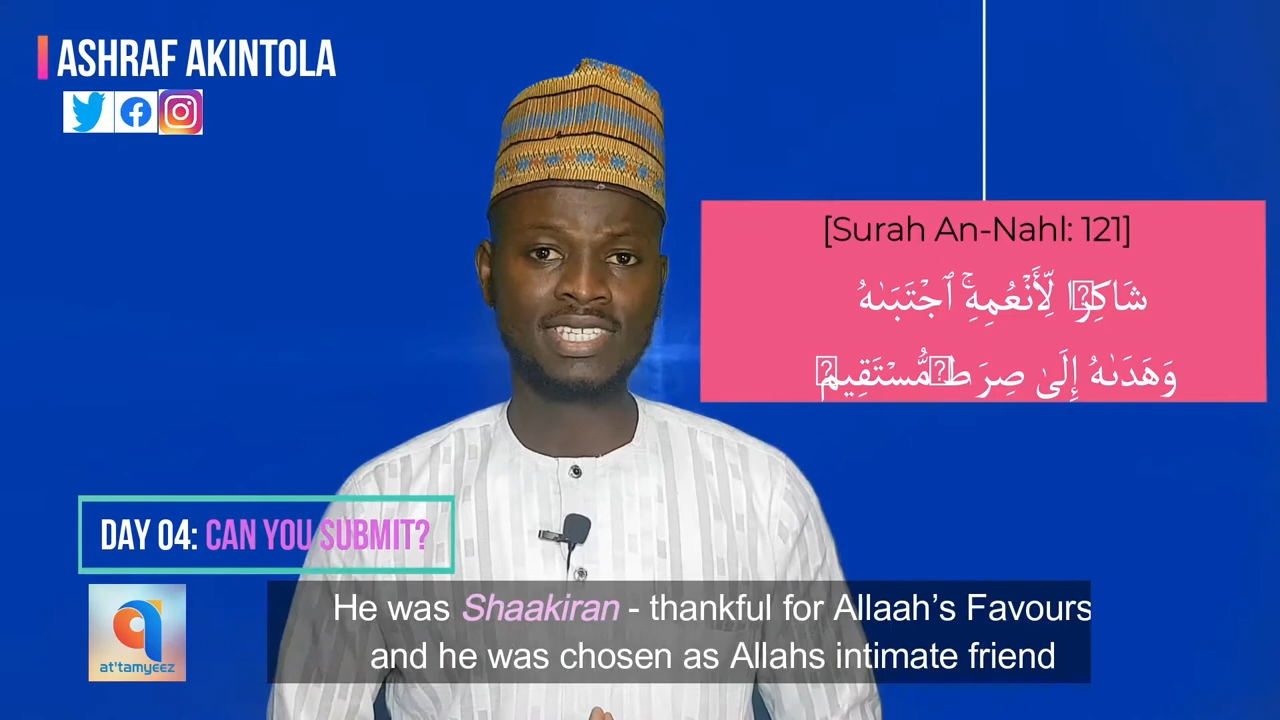 ASHRAF AKINTOLA
[Surah An-Nahl: 121]
شَاكِرࣰا لِّأَنۡعُمِهِۚ ٱجۡتَبَىٰهُ
وَهَدَىٰهُ إِلَىٰ صِرَ ٰ⁠طࣲ مُّسۡتَقِیمࣲ
DAY 04: CAN YOU SUBMIT?
at'tamyeez
He was Shaakiran - thankful for Allaah’s Favours
and he was chosen as Allahs intimate friend